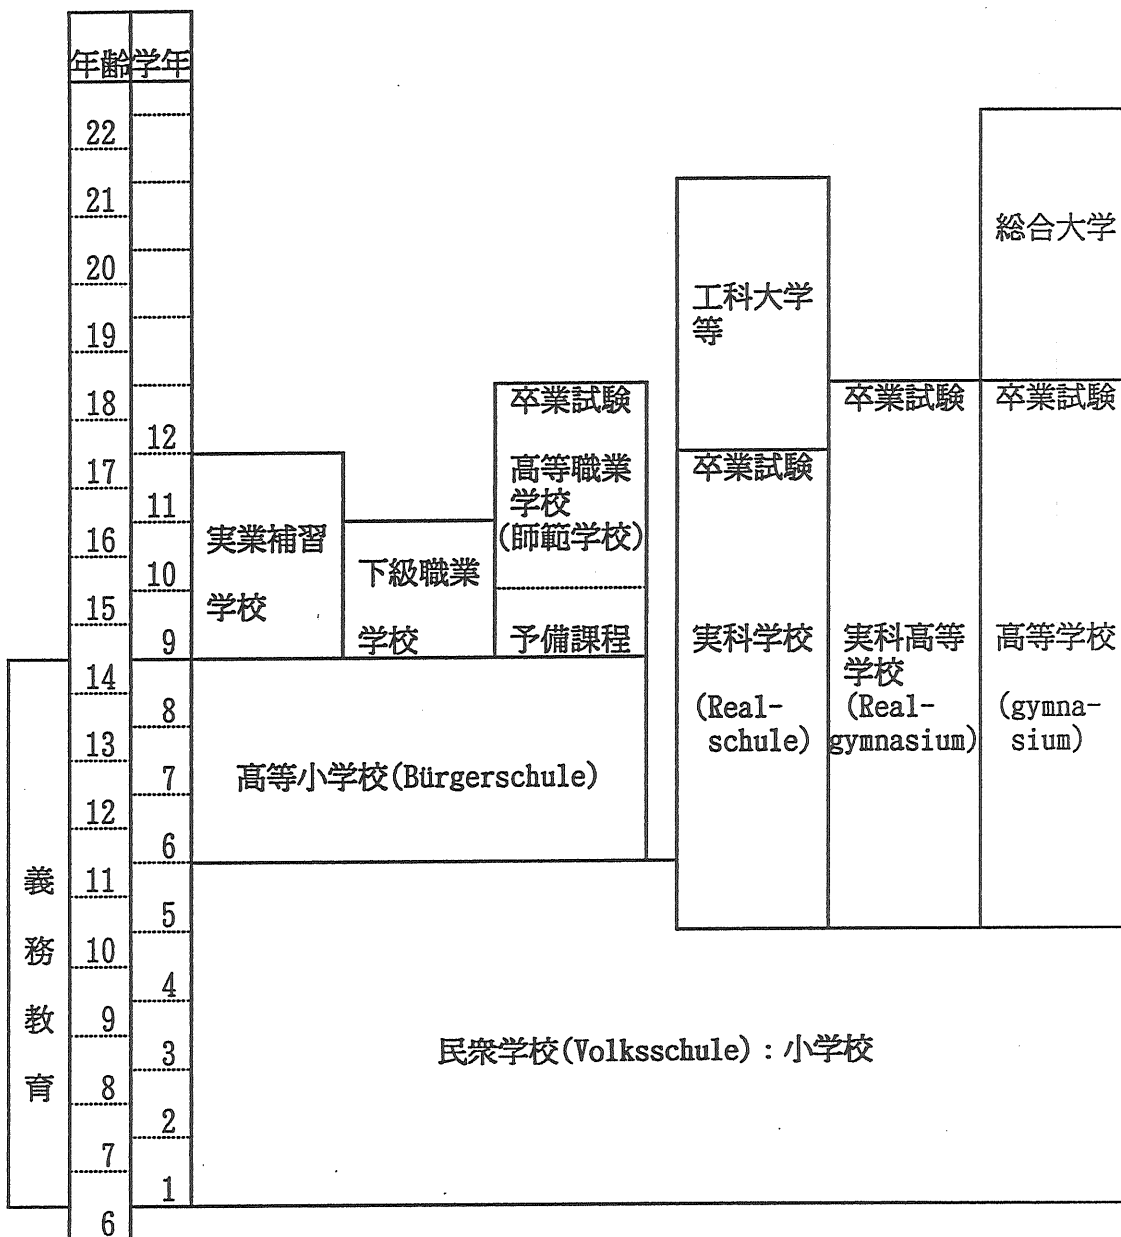 年齢 学年
22
21
総合大学
20
工科大学
等
19
18
卒業試験
卒業試験
卒業試験
12
17
高等職業
学校
(師範学校)
卒業試験
11
16
実業補習
学校
下級職業
学校
10
15
予備課程
実科学校
(Real-
schule)
実科高等
学校
(Real-
gymnasium)
高等学校
(gymna-
sium)
9
14
8
13
高等小学校(Bürgerschule)
7
12
6
11
5
10
4
9
民衆学校(Volksschule):小学校
3
8
2
7
1
6
義
務
教
育